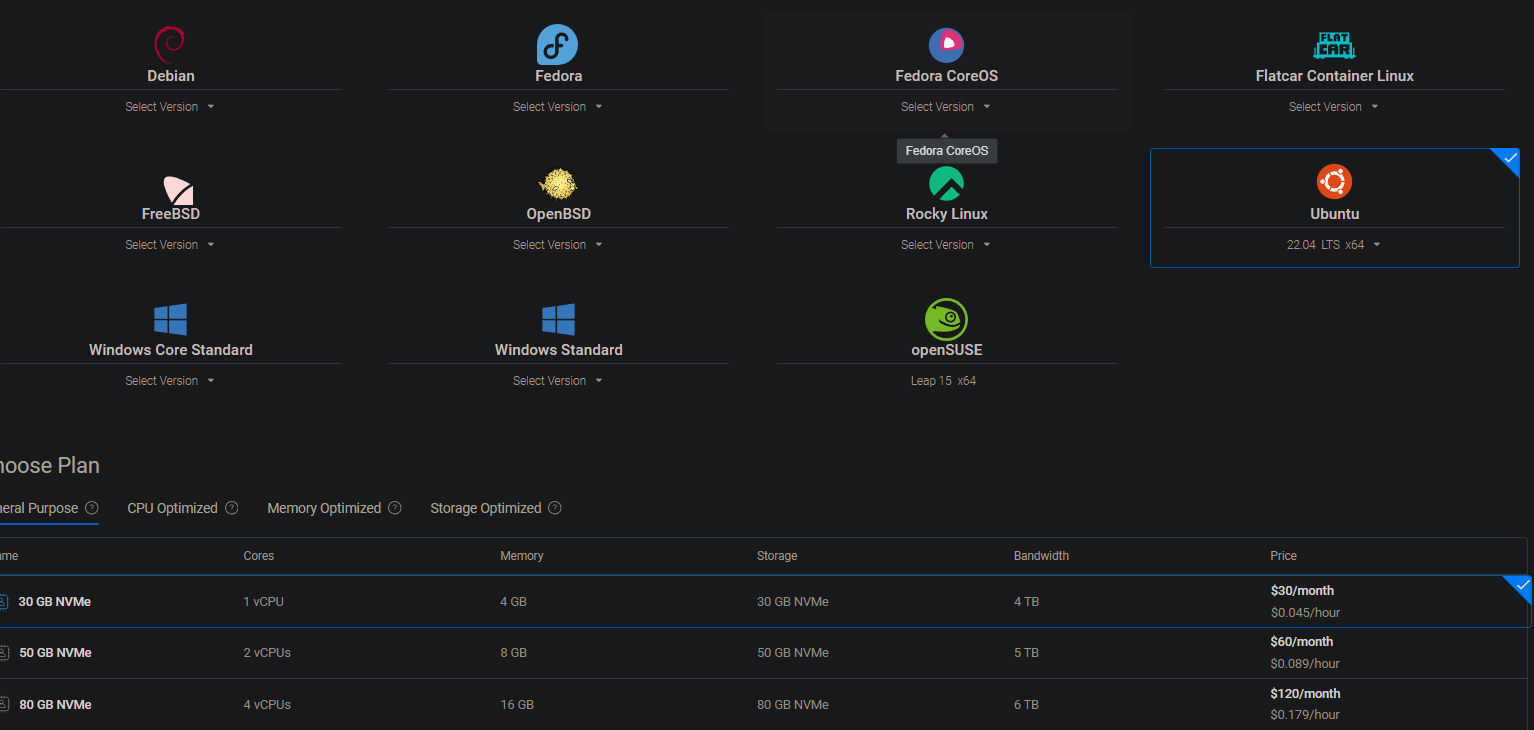 FLAT CAR
Debian Fedora Fedora CoreOS Flatcar Container Linux
Select Version Select Version Select Version Select Version
Fedora CoreOS
FreeBSD OpenBSD Rocky Linux Ubuntu
Select Version Select Version Select Version 22.04 LTS x64
Windows Core Standard Windows Standard openSUSE
Select Version Select Version Leap 15 x64
hoose Plan
neral Purpose ? CPU Optimized ? Memory Optimized ? Storage Optimized ?
ame Cores Memory Storage Bandwidth Price
30 GB NVMe 1 vCPU 4 GB 30 GB NVMe 4 TB $30/month
$0.045/hour
50 GB NVMe 2 vCPUs 8 GB 50 GB NVMe 5 TB $60/month
$0.089/hour
80 GB NVMe 4 vCPUs 16 GB 80 GB NVMe 6 TB $120/month
$0.179/hour